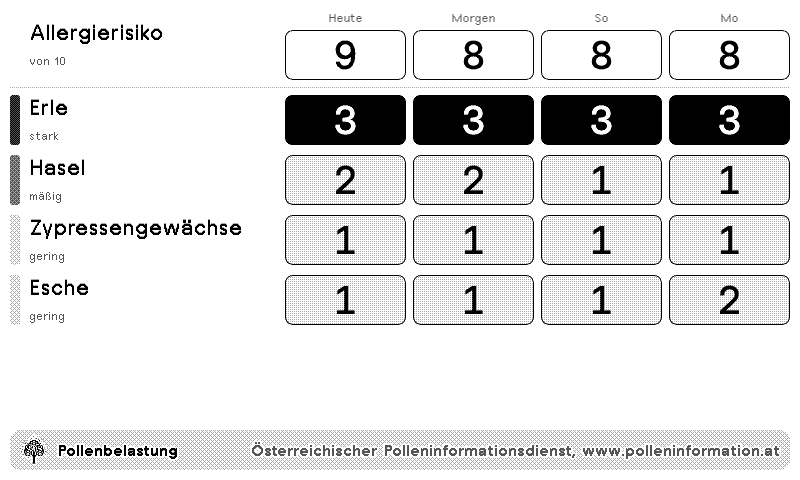 Heute Morgen So Mo
Allergierisiko
von 10
9 8 8 8
Erle
stark
3 3 3 3
Hasel
mäßig
2 2 1 1
Zypressengewächse
gering
1 1 1 1
Esche
gering
1 1 1 2
Pollenbelastung Österreichischer Polleninformationsdienst, www.polleninformation.at